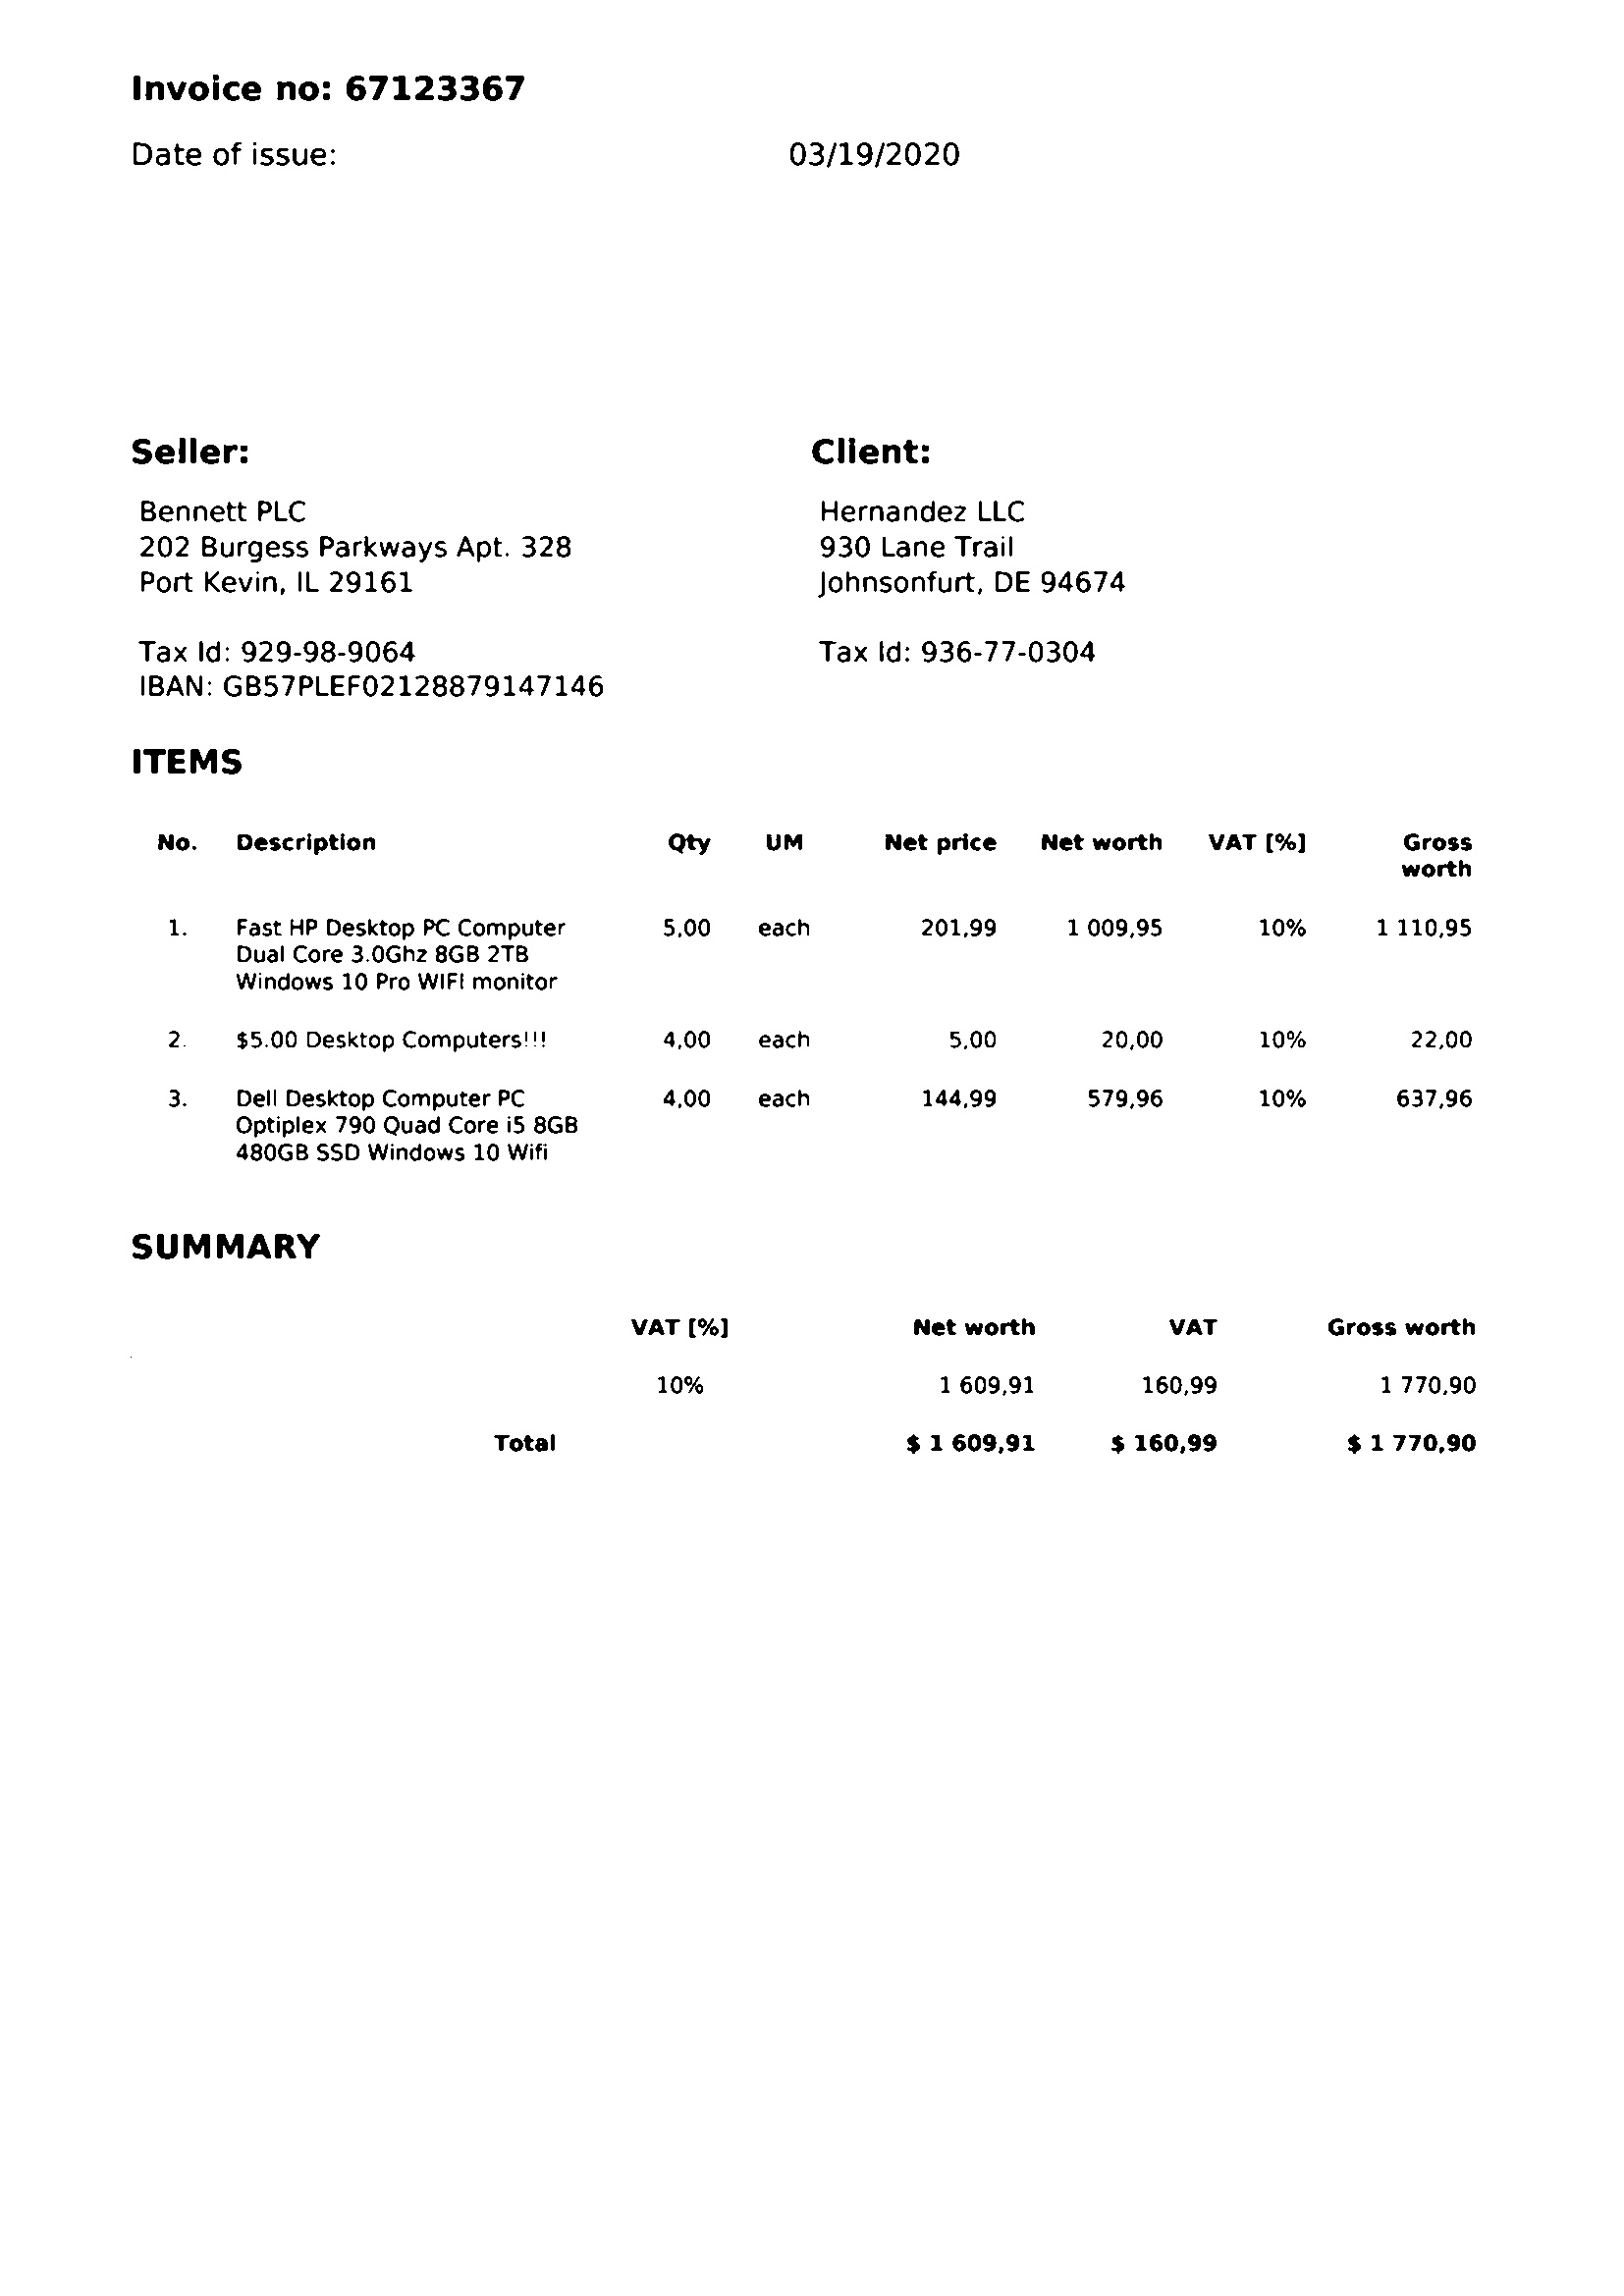 Invoice no: 67123367
Date of issue: 03/19/2020
Seller: Client:
Bennett PLC Hernandez LLC
202 Burgess Parkways Apt. 328 930 Lane Trail
Port Kevin, IL 29161 Johnsonfurt, DE 94674
Tax Id: 929-98-9064 Tax Id: 936-77-0304
IBAN: GB57PLEF02128879147146
ITEMS
No. Description Qty UM Net price Net worth VAT [%] Gross
worth
1. Fast HP Desktop PC Computer 5,00 each 201,99 1 009,95 10% 1 110,95
Dual Core 3.0Ghz 8GB 2TB
Windows 10 Pro WIFI monitor
2. $5.00 Desktop Computers!!! 4,00 each 5,00 20,00 10% 22,00
3. Dell Desktop Computer PC 4,00 each 144,99 579,96 10% 637,96
Optiplex 790 Quad Core i5 8GB
480GB SSD Windows 10 Wifi
SUMMARY
VAT [%] Net worth VAT Gross worth
10% 1 609,91 160,99 1 770,90
Total $ 1 609,91 $ 160,99 $ 1 770,90